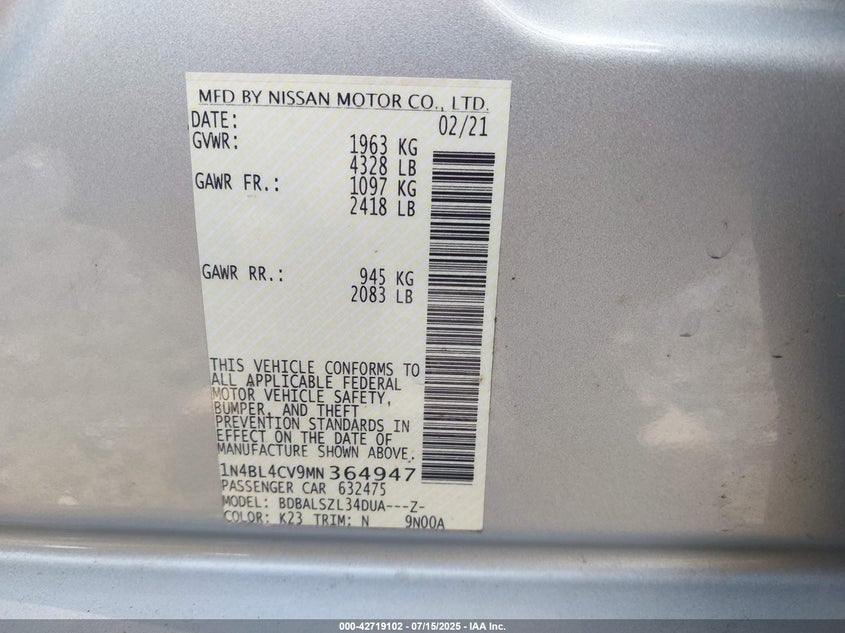 MFD BY NISSAN MOTOR CO., LTD.
DATE: 02/21
GVWR: 1963 KG
4328 LB
GAWR FR.: 1097 KG
2418 LB
GAWR RR.: 945 KG
2083 LB
THIS VEHICLE CONFORMS TO
ALL APPLICABLE FEDERAL
MOTOR VEHICLE SAFETY,
BUMPER, AND THEFT
PREVENTION STANDARDS IN
EFFECT ON THE DATE OF
MANUFACTURE SHOWN ABOVE.
1N4BL4CV9MN364947
PASSENGER CAR 632475
MODEL: BDBALSZL34DUA---Z-
COLOR: K23 TRIM: N 9N00A
000-42719102 - 07/15/2025 - IAA Inc.